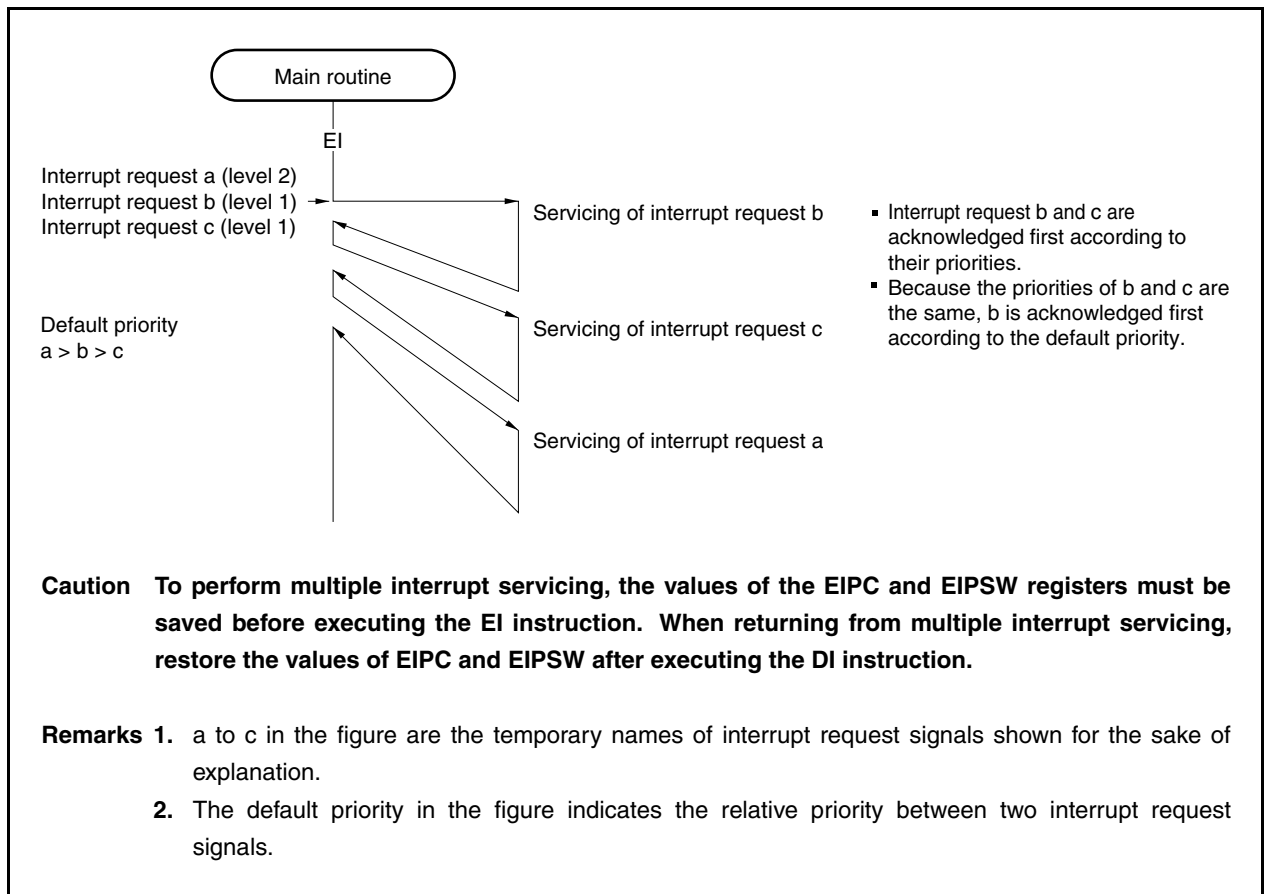 Main routine
EI
Interrupt request a (level 2)
Interrupt request b (level 1)
Interrupt request c (level 1)
Servicing of interrupt request b
▪ Interrupt request b and c are
acknowledged first according to
their priorities.
▪ Because the priorities of b and c are
the same, b is acknowledged first
according to the default priority.
Default priority
a > b > c
Servicing of interrupt request c
Servicing of interrupt request a
Caution To perform multiple interrupt servicing, the values of the EIPC and EIPSW registers must be
saved before executing the EI instruction. When returning from multiple interrupt servicing,
restore the values of EIPC and EIPSW after executing the DI instruction.
Remarks 1. a to c in the figure are the temporary names of interrupt request signals shown for the sake of
explanation.
2. The default priority in the figure indicates the relative priority between two interrupt request
signals.